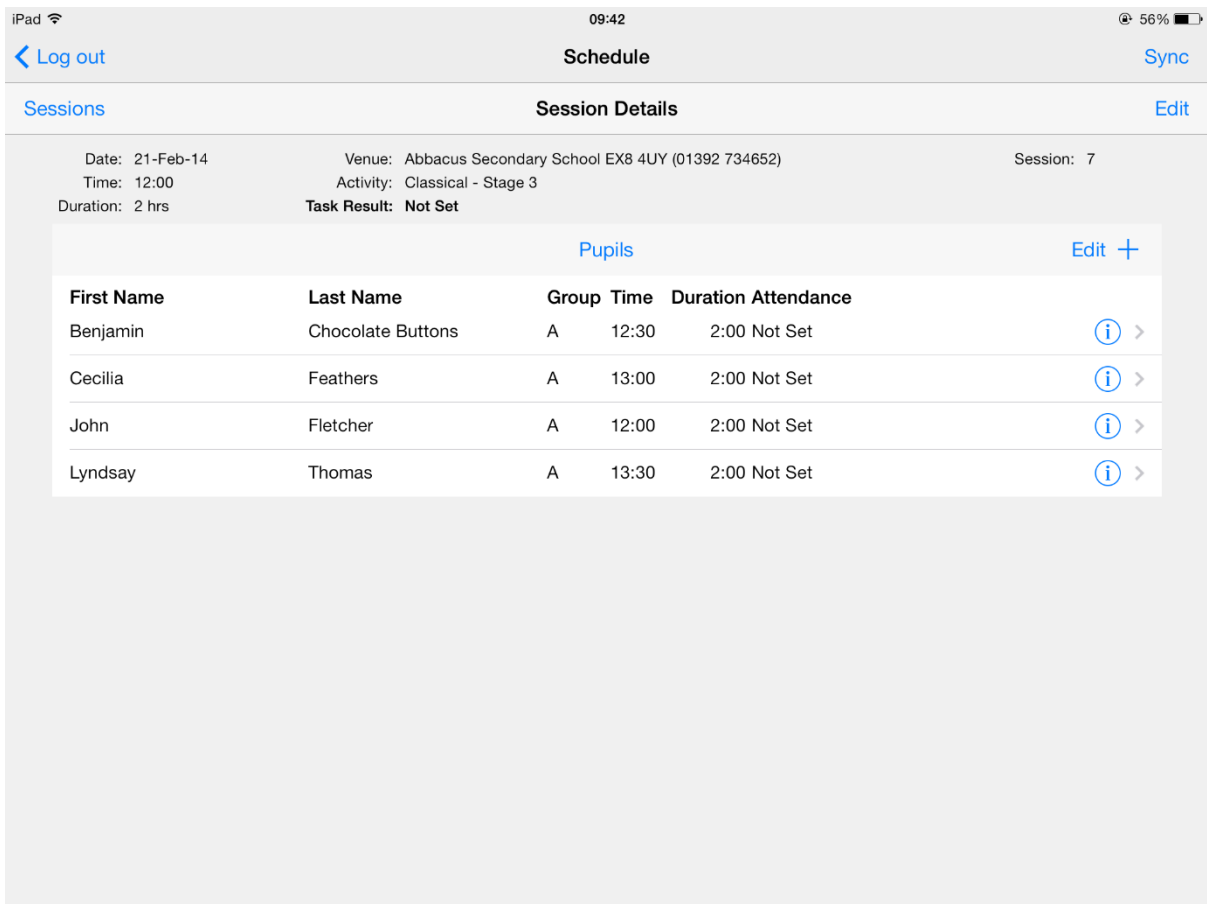 iPad 09:42 56%
Log out Schedule Sync
Sessions Session Details Edit
Date: 21-Feb-14 Venue: Abbacus Secondary School EX8 4UY (01392 734652) Session: 7
Time: 12:00 Activity: Classical - Stage 3
Duration: 2 hrs Task Result: Not Set
Pupils Edit +
First Name Last Name Group Time Duration Attendance
Benjamin Chocolate Buttons A 12:30 2:00 Not Set i
Cecilia Feathers A 13:00 2:00 Not Set i
John Fletcher A 12:00 2:00 Not Set i
Lyndsay Thomas A 13:30 2:00 Not Set i